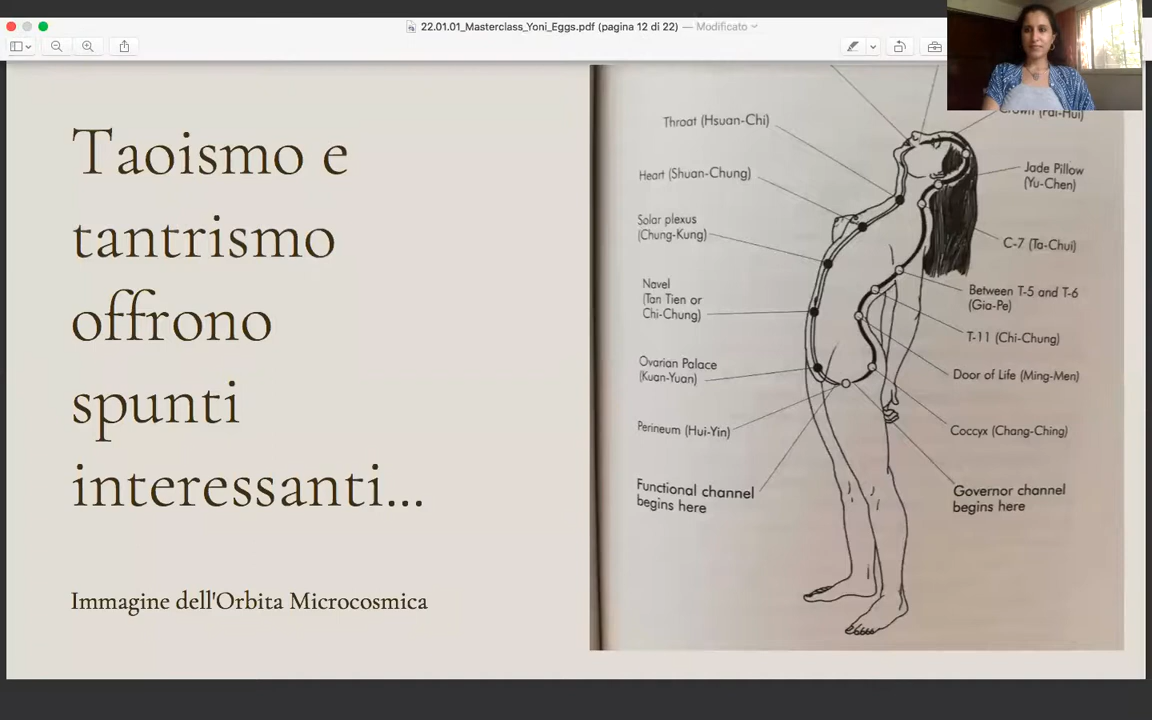 22.01.01_Masterclass_Yoni_Eggs.pdf (pagina 12 di 22) — Modificato
Taoismo e
tantrismo
offrono
spunti
interessanti...
Immagine dell'Orbita Microcosmica
Throat (Hsuan-Chi)
Heart (Shuan-Chung)
Solar plexus
(Chung-Kung)
Navel
(Tan Tien or
Chi-Chung)
Ovarian Palace
(Kuan-Yuan)
Perineum (Hui-Yin)
Functional channel
begins here
Crown (Pai-Hui)
Jade Pillow
(Yu-Chen)
C-7 (Ta-Chui)
Between T-5 and T-6
(Gia-Pe)
T-11 (Chi-Chung)
Door of Life (Ming-Men)
Coccyx (Chang-Ching)
Governor channel
begins here